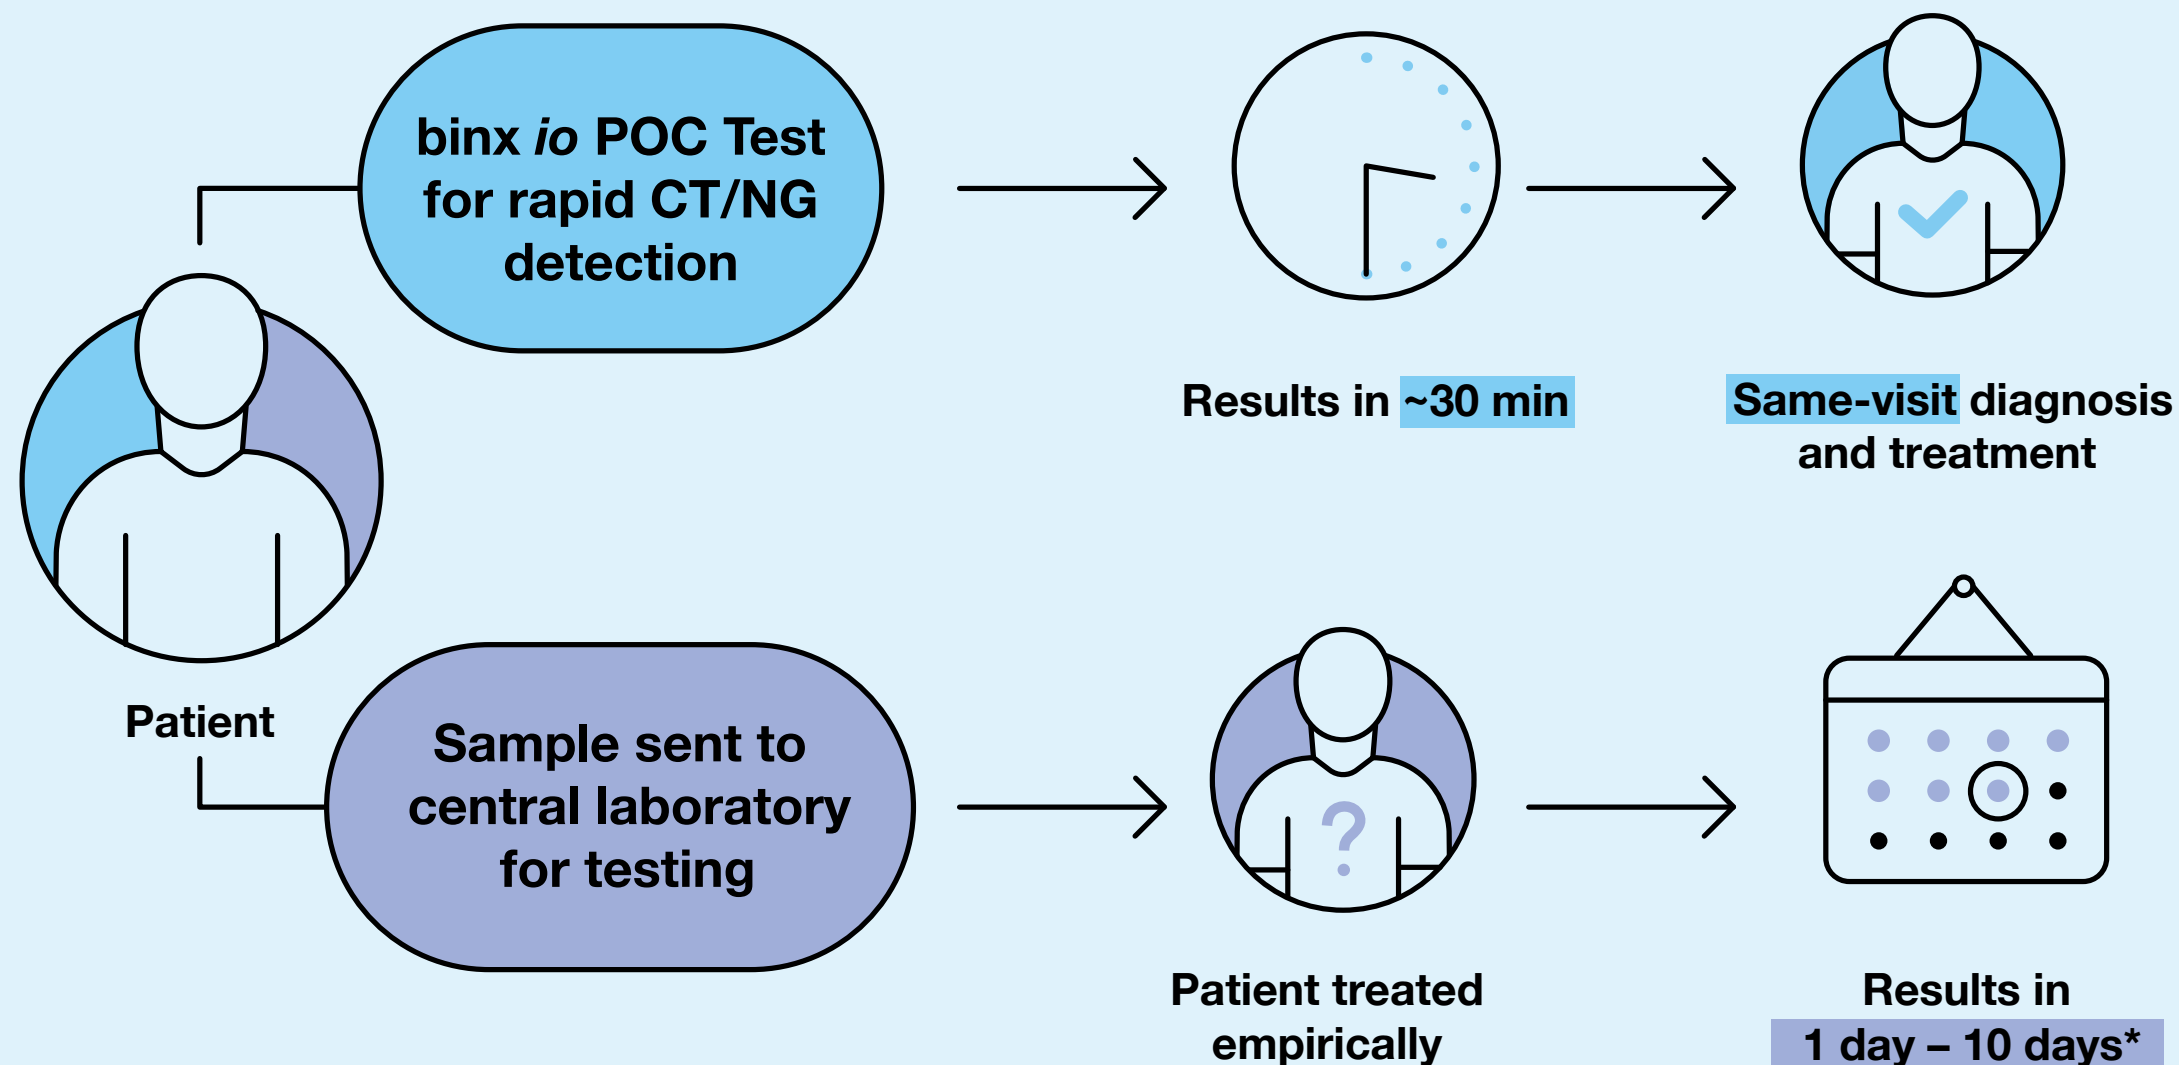 binx io POC Test
for rapid CT/NG
detection
Results in ~30 min
Same-visit diagnosis
and treatment
Patient
Sample sent to
central laboratory
for testing
?
Patient treated
empirically
Results in
1 day – 10 days*